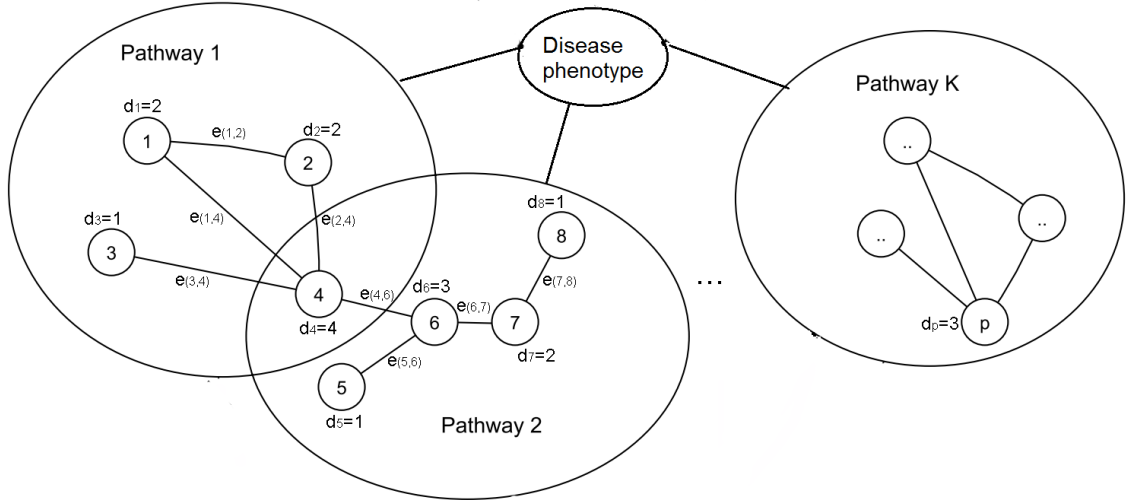 Pathway 1
d1=2
1
e(1,2)
d2=2
2
e(1,4)
e(2,4)
d3=1
3
e(3,4)
4
d4=4
e(4,6)
d6=3
6
e(6,7)
7
d7=2
e(7,8)
d8=1
8
e(5,6)
5
d5=1
Pathway 2
Disease
phenotype
...
Pathway K
..
..
..
dp=3
p